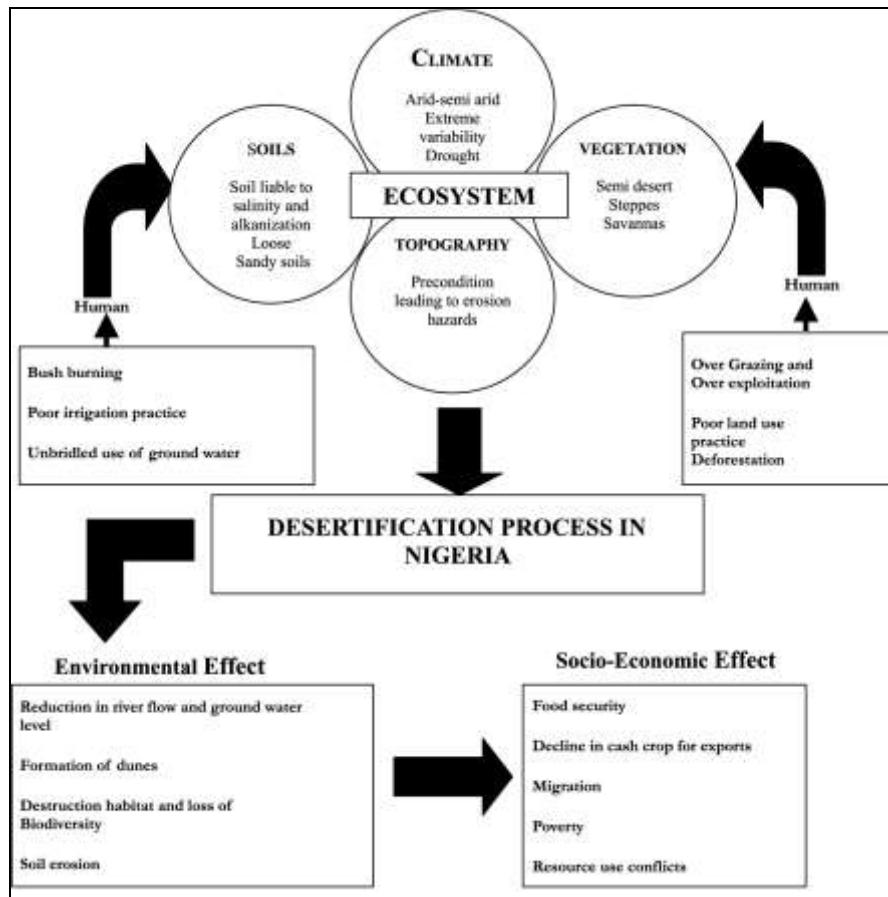 CLIMATE
Arid-semi arid
Extreme
variability
Drought
SOILS
Soil liable to
salinity and
alkanization
Loose
Sandy soils
VEGETATION
Semi desert
Steppes
Savannas
ECOSYSTEM
TOPOGRAPHY
Precondition
leading to erosion
hazards
Human
Human
Bush burning
Poor irrigation practice
Unbridled use of ground water
Over Grazing and
Over exploitation
Poor land use
practice
Deforestation
DESERTIFICATION PROCESS IN
NIGERIA
Environmental Effect
Reduction in river flow and ground water
level
Formation of dunes
Destruction habitat and loss of
Biodiversity
Soil erosion
Socio-Economic Effect
Food security
Decline in cash crop for exports
Migration
Poverty
Resource use conflicts